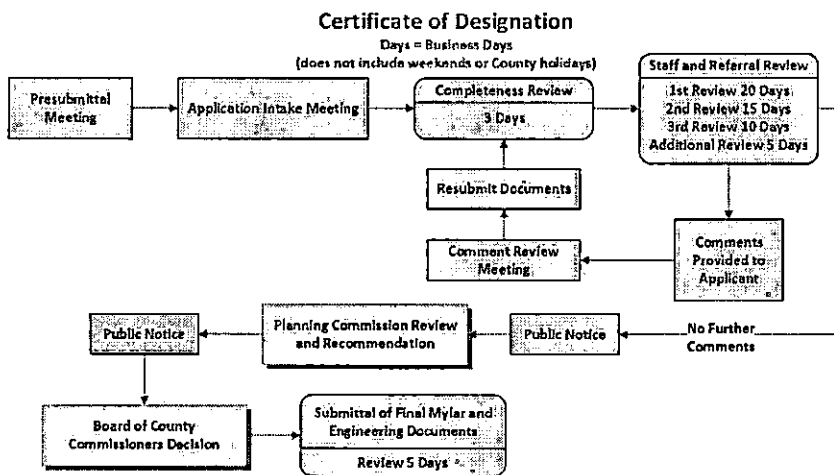 Certificate of Designation
Days = Business Days
(does not include weekends or County holidays)
Presubmittal
Meeting
Application Intake Meeting
Completeness Review
3 Days
Staff and Referral Review
1st Review 20 Days
2nd Review 15 Days
3rd Review 10 Days
Additional Review 5 Days
Resubmit Documents
Comment Review
Meeting
Comments
Provided to
Applicant
Public Notice
Planning Commission Review
and Recommendation
Public Notice
No Further
Comments
Board of County
Commissioners Decision
Submittal of Final Mylar and
Engineering Documents
Review 5 Days